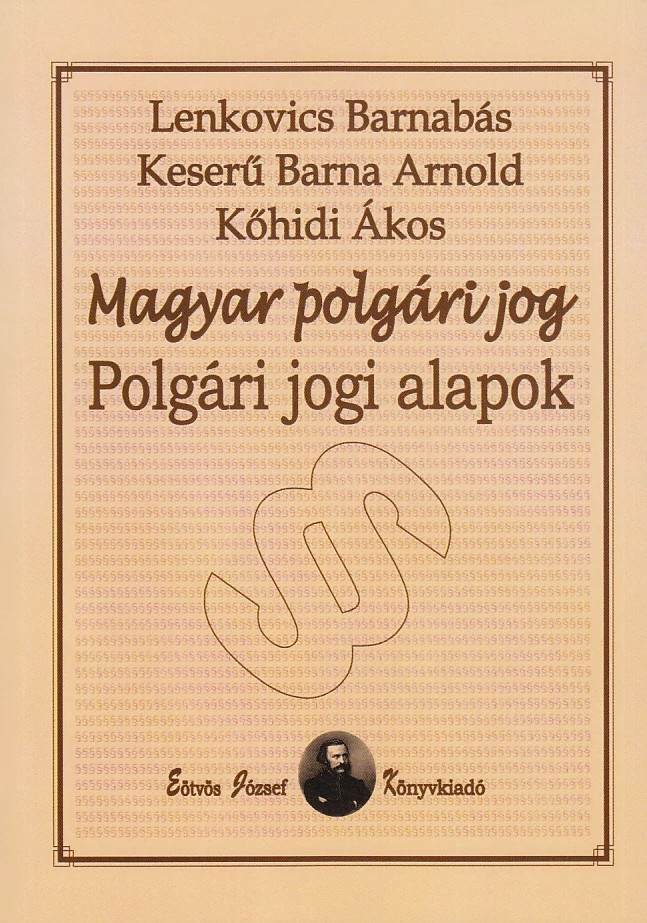 Lenkovics Barnabás
Keserű Barna Arnold
Kőhidi Ákos
Magyar polgári jog
Polgári jogi alapok
§
Eötvös József Könyvkiadó